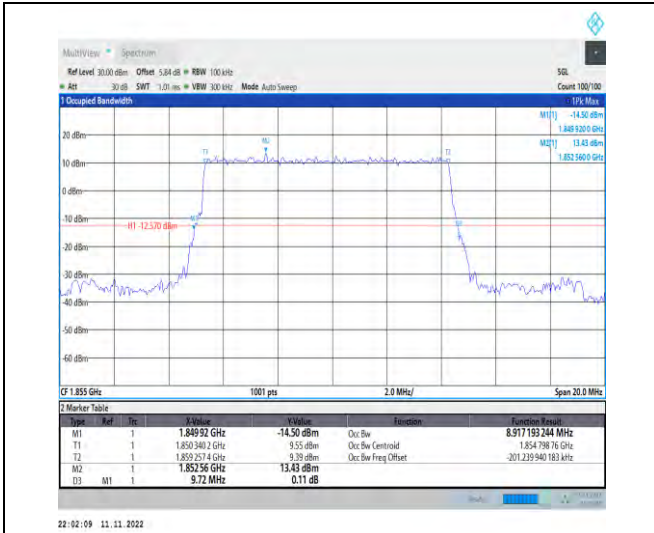 MultiView Spectrum
Ref Level 30.00 dBm Offset 5.84 dB RBW 100 kHz SGL
Att 30 dB SWT 1.01 ms VBW 300 kHz Mode Auto Sweep Count 100/100
1 Occupied Bandwidth 1Pk Max
M1[1] -14.50 dBm
1.849 920 0 GHz
M2[1] 13.43 dBm
1.852 560 0 GHz
20 dBm
M2
T1 T2
10 dBm
0 dBm
-10 dBm
H1 -12.570 dBm
-20 dBm
-30 dBm
-40 dBm
-50 dBm
-60 dBm
CF 1.855 GHz 1001 pts 2.0 MHz/ Span 20.0 MHz
2 Marker Table
Type Ref Trc X-Value Y-Value Function Function Result
M1 1 1.84992 GHz -14.50 dBm Occ Bw 8.917193244 MHz
T1 1 1.850 340 2 GHz 9.55 dBm Occ Bw Centroid 1.854 798 76 GHz
T2 1 1.859 257 4 GHz 9.39 dBm Occ Bw Freq Offset -201.239 940 183 kHz
M2 1 1.85256 GHz 13.43 dBm
D3 M1 1 9.72 MHz 0.11 dB
22:02:09 11.11.2022